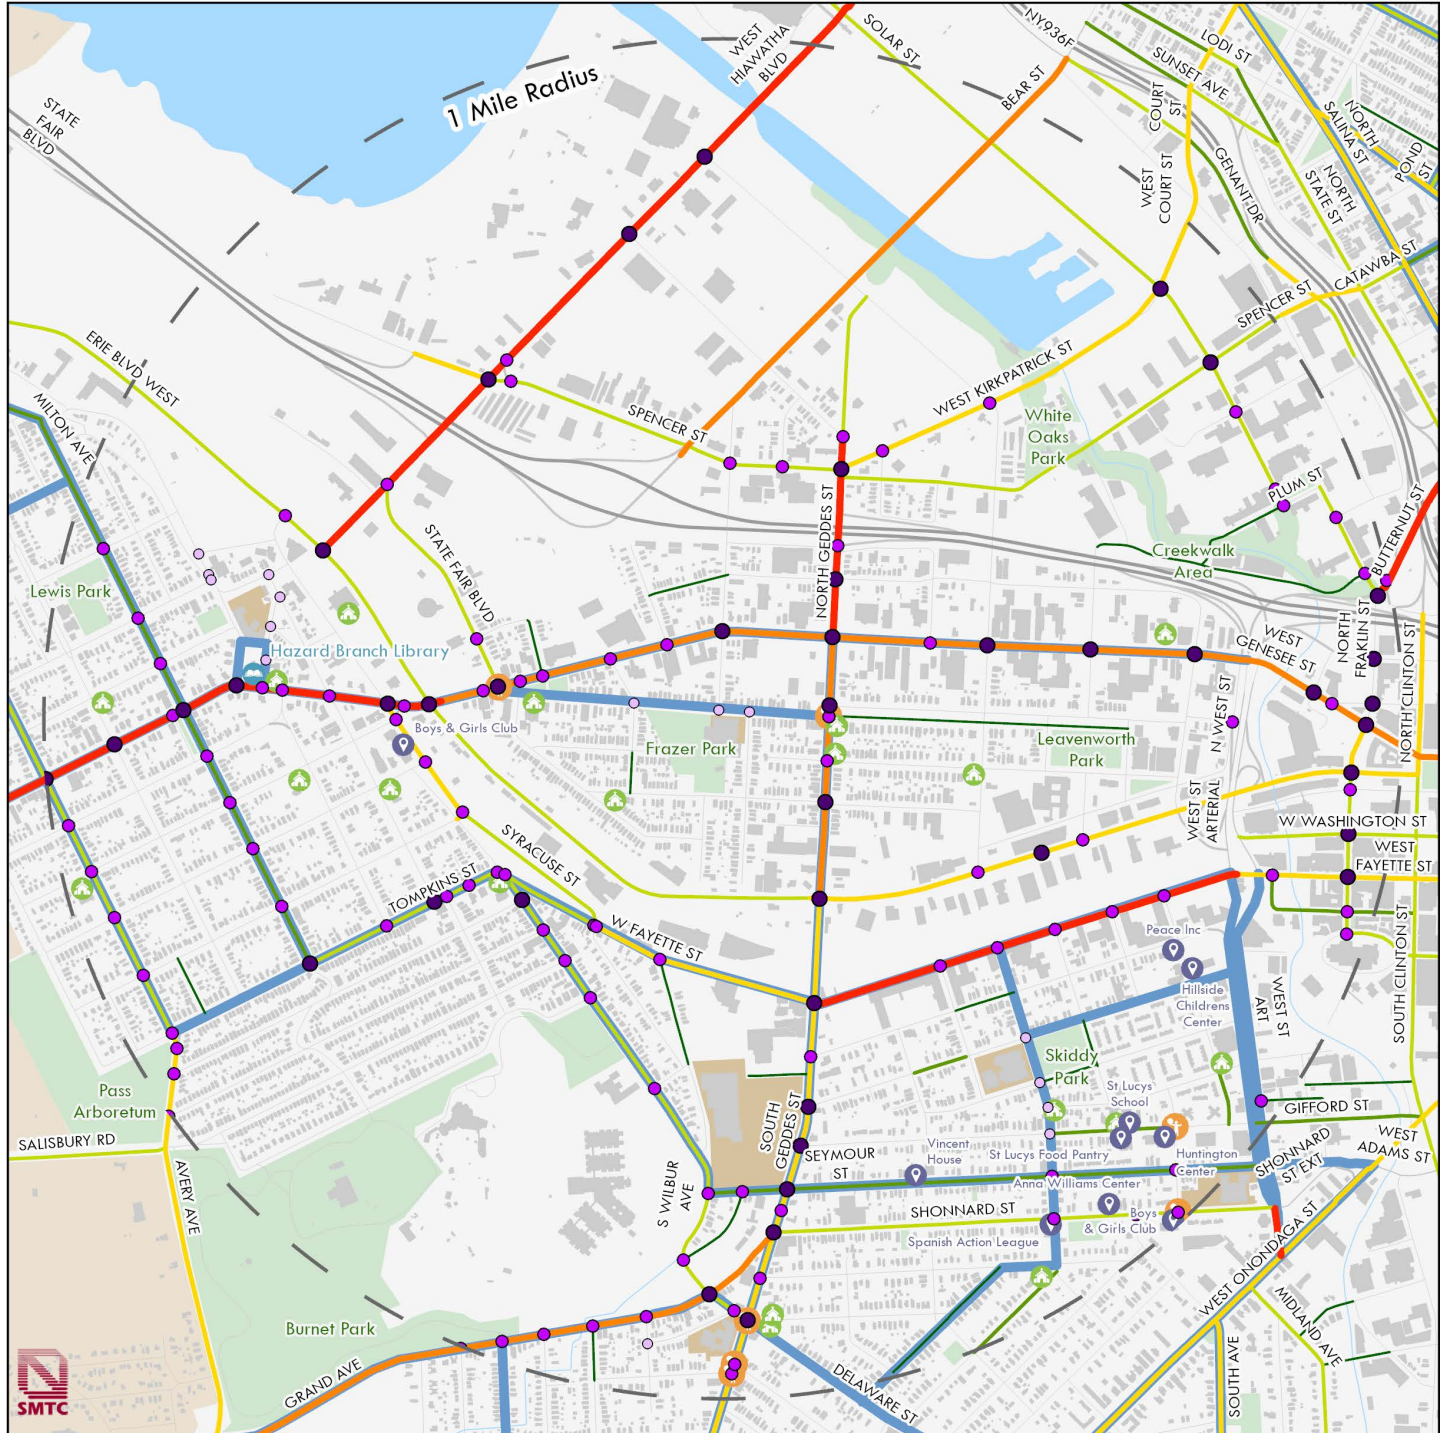 WEST
HIAWATHA
BLVD
SOLAR ST
NY936F
LODI ST
SUNSET AVE
1 Mile Radius
BEAR ST
COURT
ST
NORTH
SALINA ST
POND
ST
STATE
FAIR
BLVD
GENANT DR
NORTH
STATE ST
WEST
COURT ST
CATAWBA ST
SPENCER ST
ERIE BLVD WEST
WEST KIRKPATRICK ST
MILTON AVE
SPENCER ST
White
Oaks
Park
PLUM ST
NORTH GEDDES ST
BUTTERNUT ST
STATE FAIR BLVD
Creekwalk
Area
Lewis Park
NORTH
FRAKLIN ST
WEST
GENESEE ST
NORTH CLINTON ST
Hazard Branch Library
N WEST ST
Boys & Girls Club
Frazer Park
Leavenworth
Park
WEST ST
ARTERIAL
W WASHINGTON ST
SYRACUSE ST
WEST
FAYETTE ST
TOMPKINS ST
W FAYETTE ST
Peace Inc
SOUTH CLINTON ST
Hillside
Childrens
Center
WEST ST
ART
Skiddy
Park
Pass
Arboretum
St Lucys
School
SOUTH
GEDDES ST
GIFFORD ST
SALISBURY RD
SEYMOUR
ST
Vincent
House
St Lucys Food Pantry
Huntington
Center
SHONNARD
ST EXT
WEST
ADAMS ST
AVERY AVE
S WILBUR
AVE
Anna Williams Center
SHONNARD ST
Boys
& Girls Club
Spanish Action League
WEST ONONDAGA ST
Burnet Park
MIDLAND AVE
GRAND AVE
DELAWARE ST
SOUTH AVE
SMTC